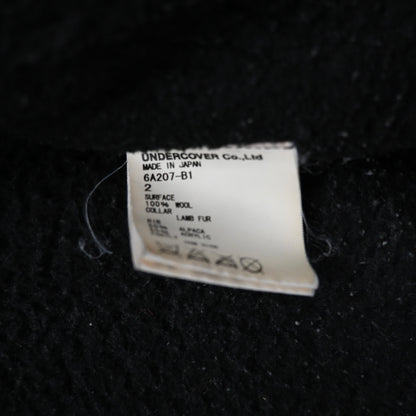 UNDERCOVER Co.,Ltd
MADE IN JAPAN
6A207-B1
2
SURFACE
100% WOOL
COLLAR
LAMB FUR
ALPACA
ACRYLIC